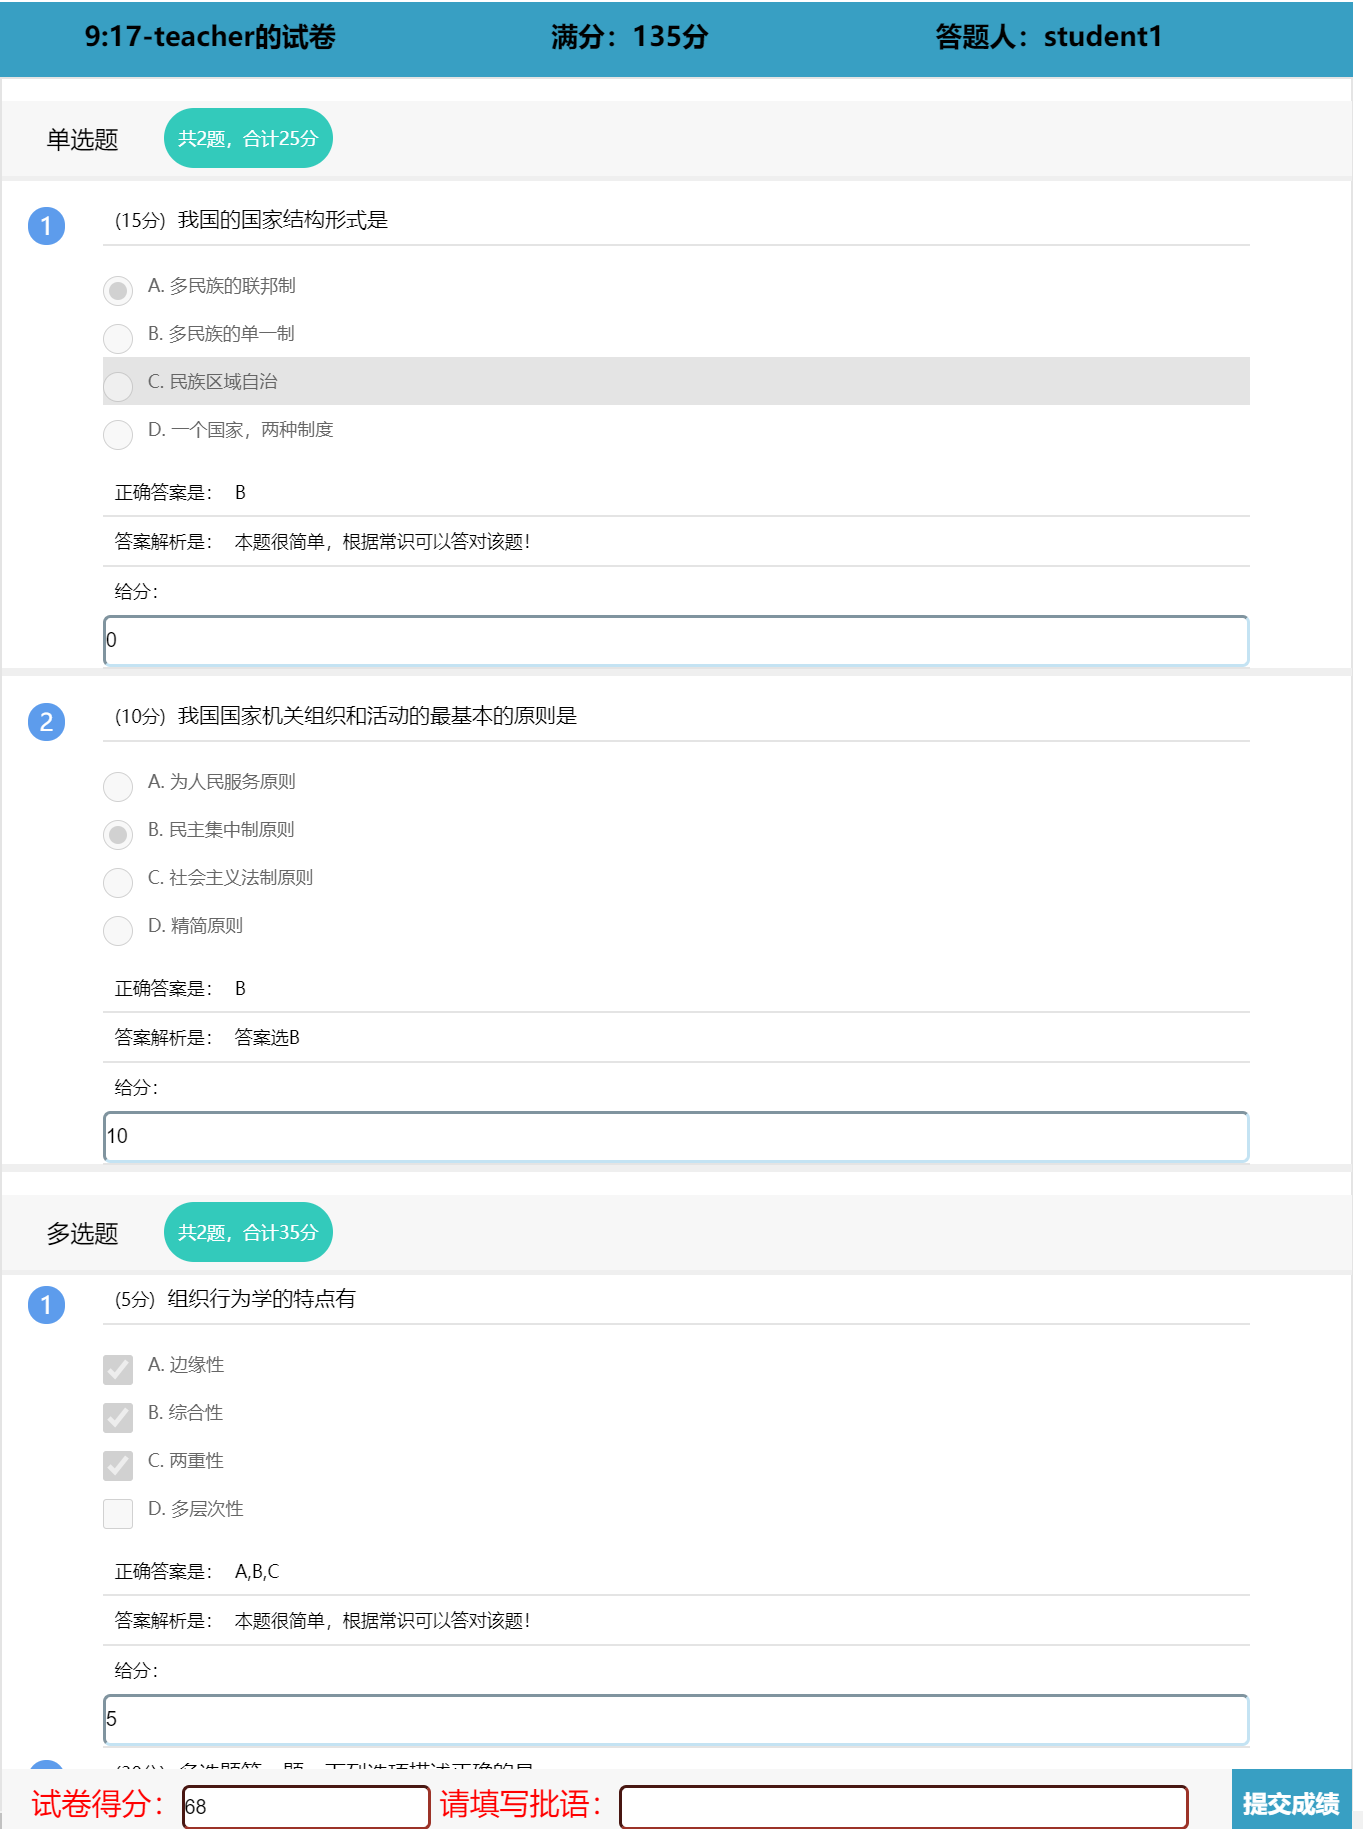 9:17-teacher的试卷 满分：135分 答题人：student1
单选题 共2题，合计25分
1 (15分) 我国的国家结构形式是
A. 多民族的联邦制
B. 多民族的单一制
C. 民族区域自治
D. 一个国家，两种制度
正确答案是： B
答案解析是： 本题很简单，根据常识可以答对该题！
给分：
0
2 (10分) 我国国家机关组织和活动的最基本的原则是
A. 为人民服务原则
B. 民主集中制原则
C. 社会主义法制原则
D. 精简原则
正确答案是： B
答案解析是： 答案选B
给分：
10
多选题 共2题，合计35分
1 (5分) 组织行为学的特点有
A. 边缘性
B. 综合性
C. 两重性
D. 多层次性
正确答案是： A,B,C
答案解析是： 本题很简单，根据常识可以答对该题！
给分：
5
试卷得分： 68 请填写批语： 提交成绩